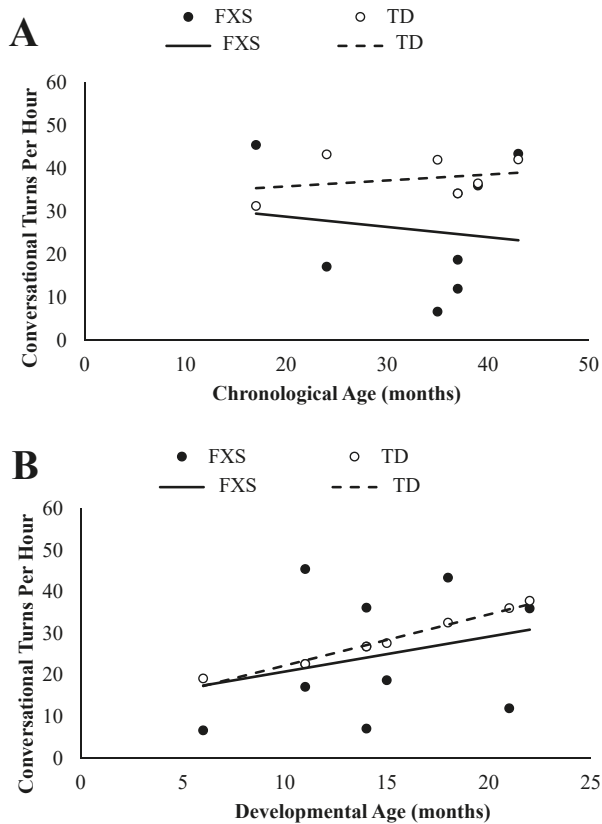 A
FXS TD
FXS TD
Conversational Turns Per Hour
60
50
40
30
20
10
0
0 10 20 30 40 50
Chronological Age (months)
B
FXS TD
FXS TD
Conversational Turns Per Hour
60
50
40
30
20
10
0
0 5 10 15 20 25
Developmental Age (months)